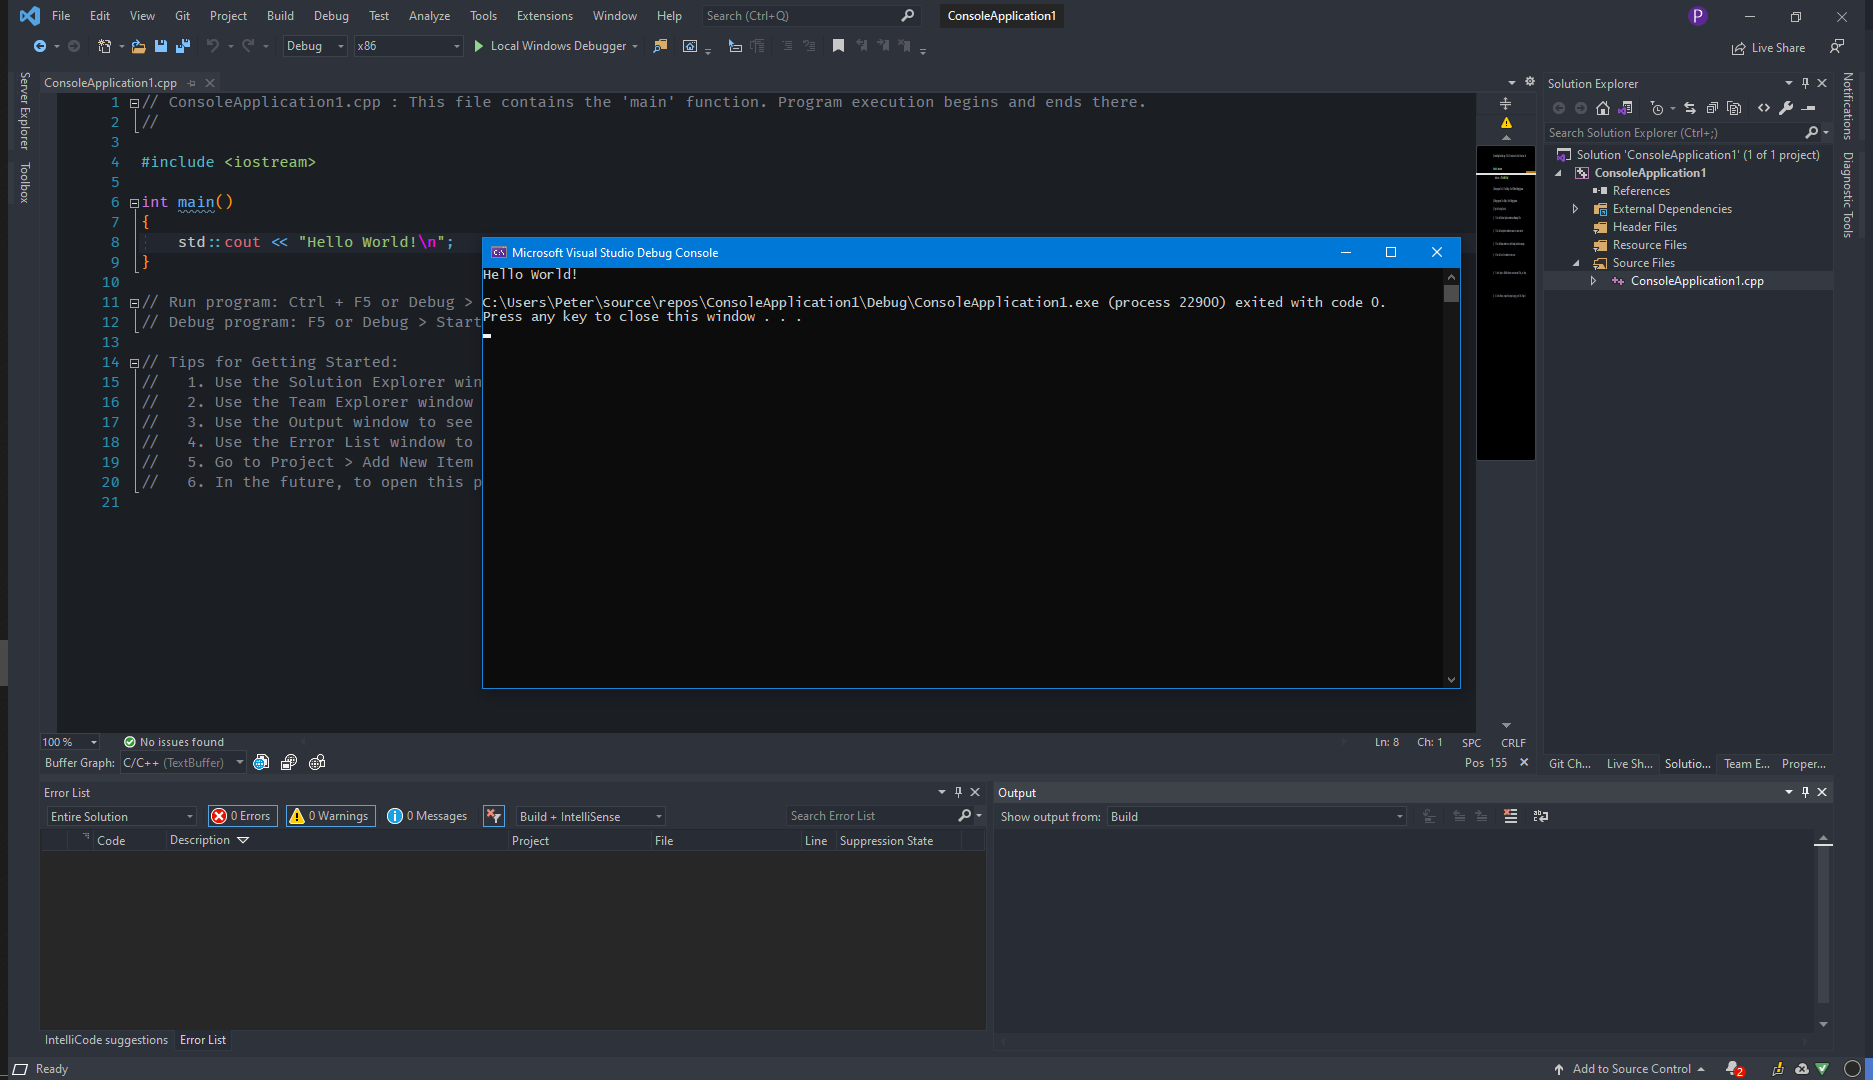 File Edit View Git Project Build Debug Test Analyze Tools Extensions Window Help Search (Ctrl+Q) ConsoleApplication1 P
Debug x86 Local Windows Debugger Live Share
Server Explorer
Toolbox
ConsoleApplication1.cpp
1 // ConsoleApplication1.cpp : This file contains the 'main' function. Program execution begins and ends there.
2 //
3
4 #include <iostream>
5
6 int main()
7 {
8 std::cout << "Hello World!\n";
9 }
10
11 // Run program: Ctrl + F5 or Debug >
12 // Debug program: F5 or Debug > Start
13
14 // Tips for Getting Started:
15 // 1. Use the Solution Explorer win
16 // 2. Use the Team Explorer window
17 // 3. Use the Output window to see
18 // 4. Use the Error List window to
19 // 5. Go to Project > Add New Item
20 // 6. In the future, to open this p
21
Microsoft Visual Studio Debug Console
Hello World!
C:\Users\Peter\source\repos\ConsoleApplication1\Debug\ConsoleApplication1.exe (process 22900) exited with code 0.
Press any key to close this window . . .
Solution Explorer
Search Solution Explorer (Ctrl+;)
Solution 'ConsoleApplication1' (1 of 1 project)
ConsoleApplication1
References
External Dependencies
Header Files
Resource Files
Source Files
ConsoleApplication1.cpp
Notifications
Diagnostic Tools
100 % No issues found Ln: 8 Ch: 1 SPC CRLF
Buffer Graph: C/C++ (TextBuffer) Pos 155
Git Ch... Live Sh... Solutio... Team E... Proper...
Error List
Entire Solution 0 Errors 0 Warnings 0 Messages Build + IntelliSense Search Error List
Code Description Project File Line Suppression State
Output
Show output from: Build
IntelliCode suggestions Error List
Ready Add to Source Control 2